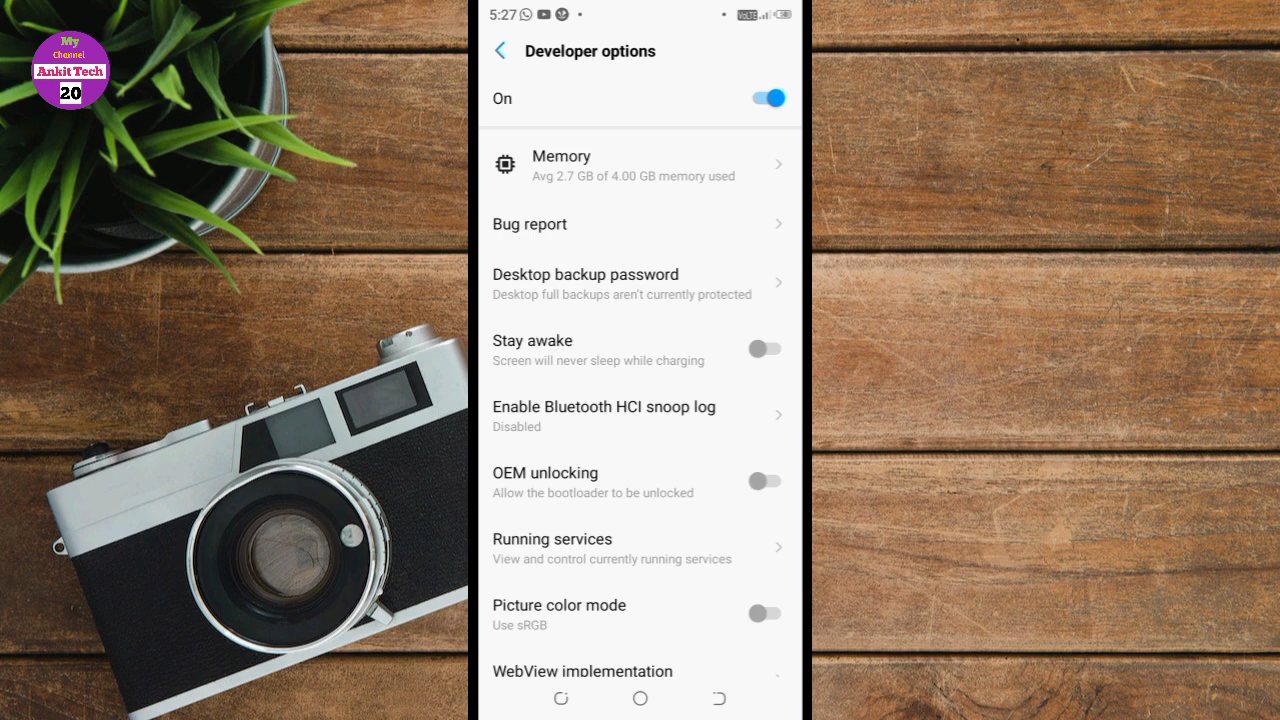 My
Channel
Ankit Tech
20
5:27
VoLTE
Developer options
On
Memory
Avg 2.7 GB of 4.00 GB memory used
Bug report
Desktop backup password
Desktop full backups aren't currently protected
Stay awake
Screen will never sleep while charging
Enable Bluetooth HCI snoop log
Disabled
OEM unlocking
Allow the bootloader to be unlocked
Running services
View and control currently running services
Picture color mode
Use sRGB
WebView implementation